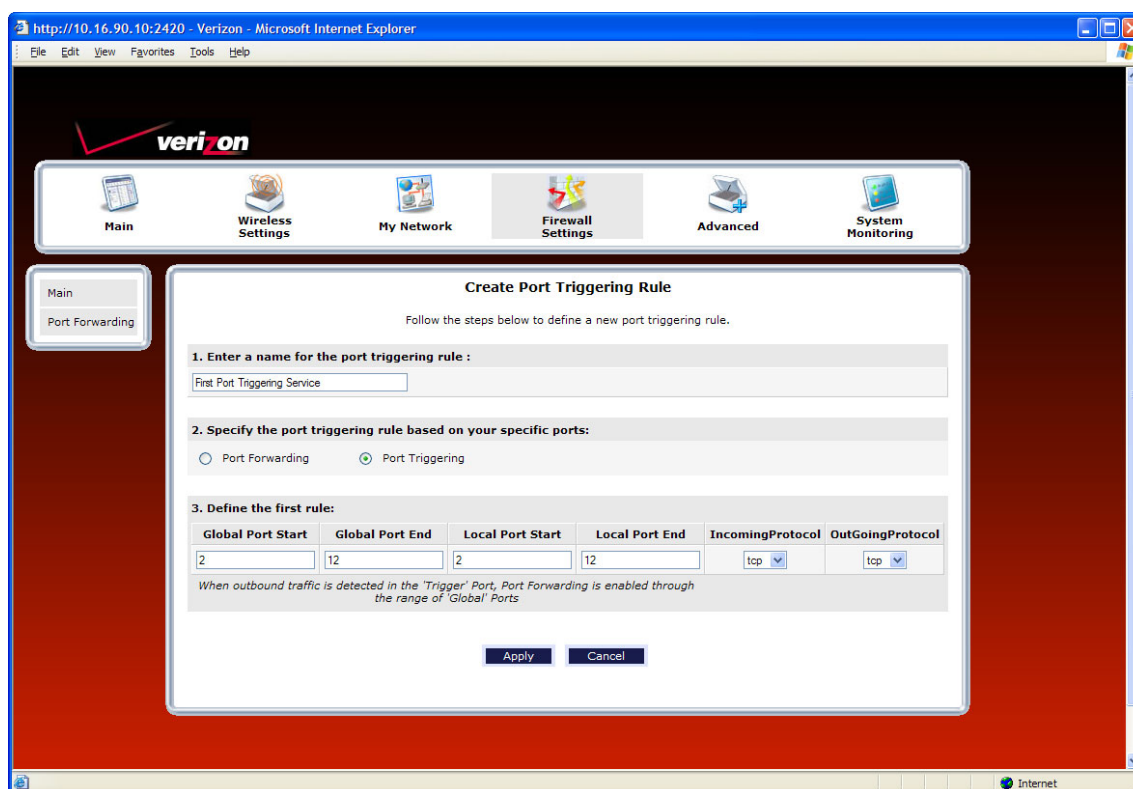 http://10.16.90.10:2420 - Verizon - Microsoft Internet Explorer
File Edit View Favorites Tools Help
verizon
Main
Wireless Settings
My Network
Firewall Settings
Advanced
System Monitoring
Main
Port Forwarding
Create Port Triggering Rule
Follow the steps below to define a new port triggering rule.
1. Enter a name for the port triggering rule :
First Port Triggering Service
2. Specify the port triggering rule based on your specific ports:
Port Forwarding Port Triggering
3. Define the first rule:
Global Port Start Global Port End Local Port Start Local Port End IncomingProtocol OutGoingProtocol
2 12 2 12 tcp tcp
When outbound traffic is detected in the 'Trigger' Port, Port Forwarding is enabled through
the range of 'Global' Ports
Apply Cancel
Internet